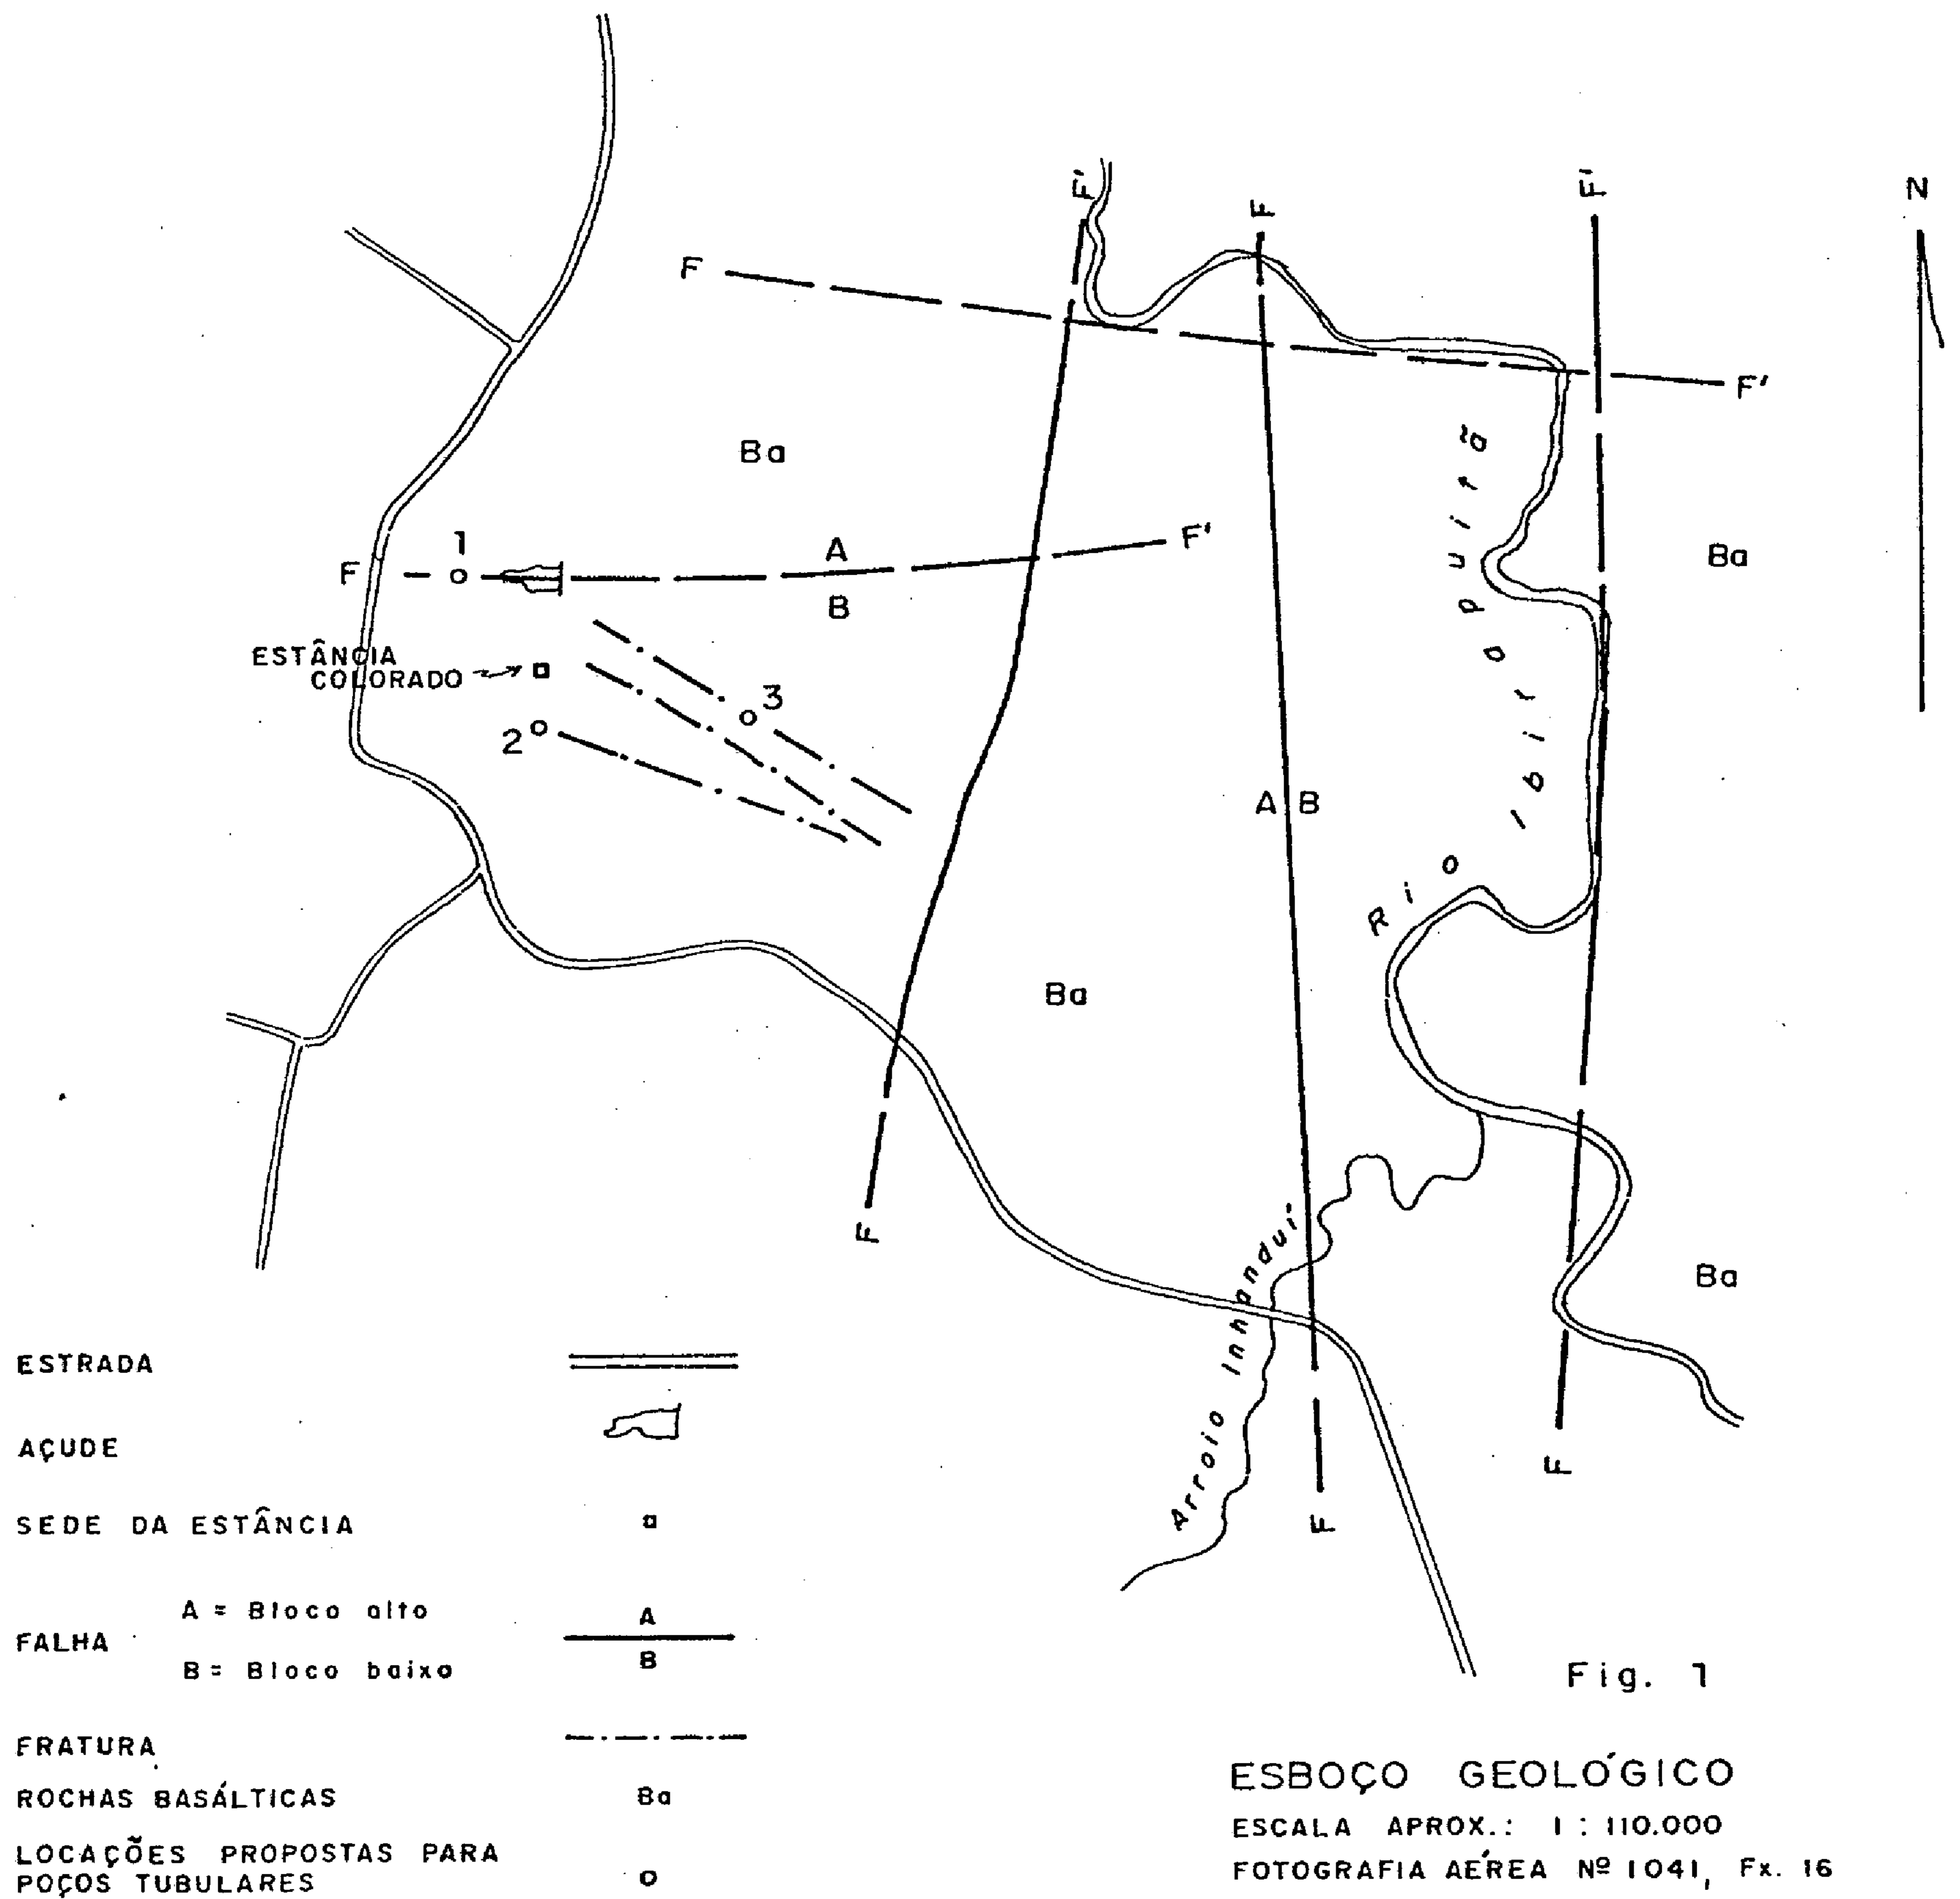 F'
F
F'
N
F
F'
Ba
Rio Ibirapuitã
1
A
F'
F
B
Ba
ESTÂNCIA
COLORADO
3
2
A B
Ba
F
Ba
Arroio Inhanduí
F
F
ESTRADA
AÇUDE
SEDE DA ESTÂNCIA
A = Bloco alto
A
FALHA
B = Bloco baixo
B
FRATURA
ROCHAS BASÁLTICAS Ba
LOCAÇÕES PROPOSTAS PARA
POÇOS TUBULARES
Fig. 1
ESBOÇO GEOLÓGICO
ESCALA APROX.: 1 : 110.000
FOTOGRAFIA AÉREA Nº 1041, Fx. 16